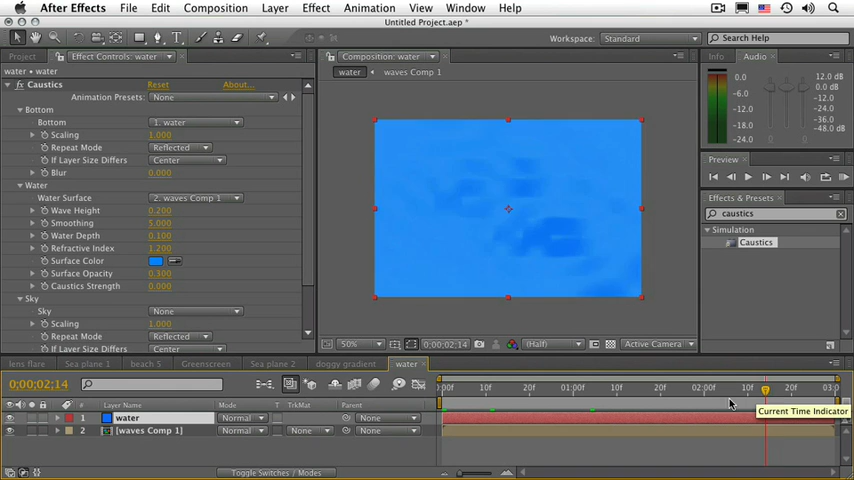 After Effects File Edit Composition Layer Effect Animation View Window Help
Untitled Project.aep *
Workspace: Standard Search Help
Project Effect Controls: water Composition: water Info Audio
water • water
water waves Comp 1
Caustics Reset About...
Animation Presets: None
Bottom
Bottom 1. water
Scaling 1.000
Repeat Mode Reflected
If Layer Size Differs Center
Blur 0.000
Water
Water Surface 2. waves Comp 1
Wave Height 0.200
Smoothing 5.000
Water Depth 0.100
Refractive Index 1.200
Surface Color
Surface Opacity 0.300
Caustics Strength 0.000
Sky
Sky None
Scaling 1.000
Repeat Mode Reflected
If Layer Size Differs Center
0.0
-6.0
-12.0
-18.0
-24.0
12.0 dB
0.0 dB
-12.0
-24.0
-36.0
-48.0 dB
Preview
Effects & Presets
caustics
Simulation
Caustics
50% 0;00;02;14 (Half) Active Camera
lens flare Sea plane 1 beach 5 Greenscreen Sea plane 2 doggy gradient water
0;00;02;14
:00f 10f 20f 01:00f 10f 20f 02:00f 10f 20f 03:0
# Layer Name Mode T TrkMat Parent
1 water Normal None
2 [waves Comp 1] Normal None None
Current Time Indicator
Toggle Switches / Modes